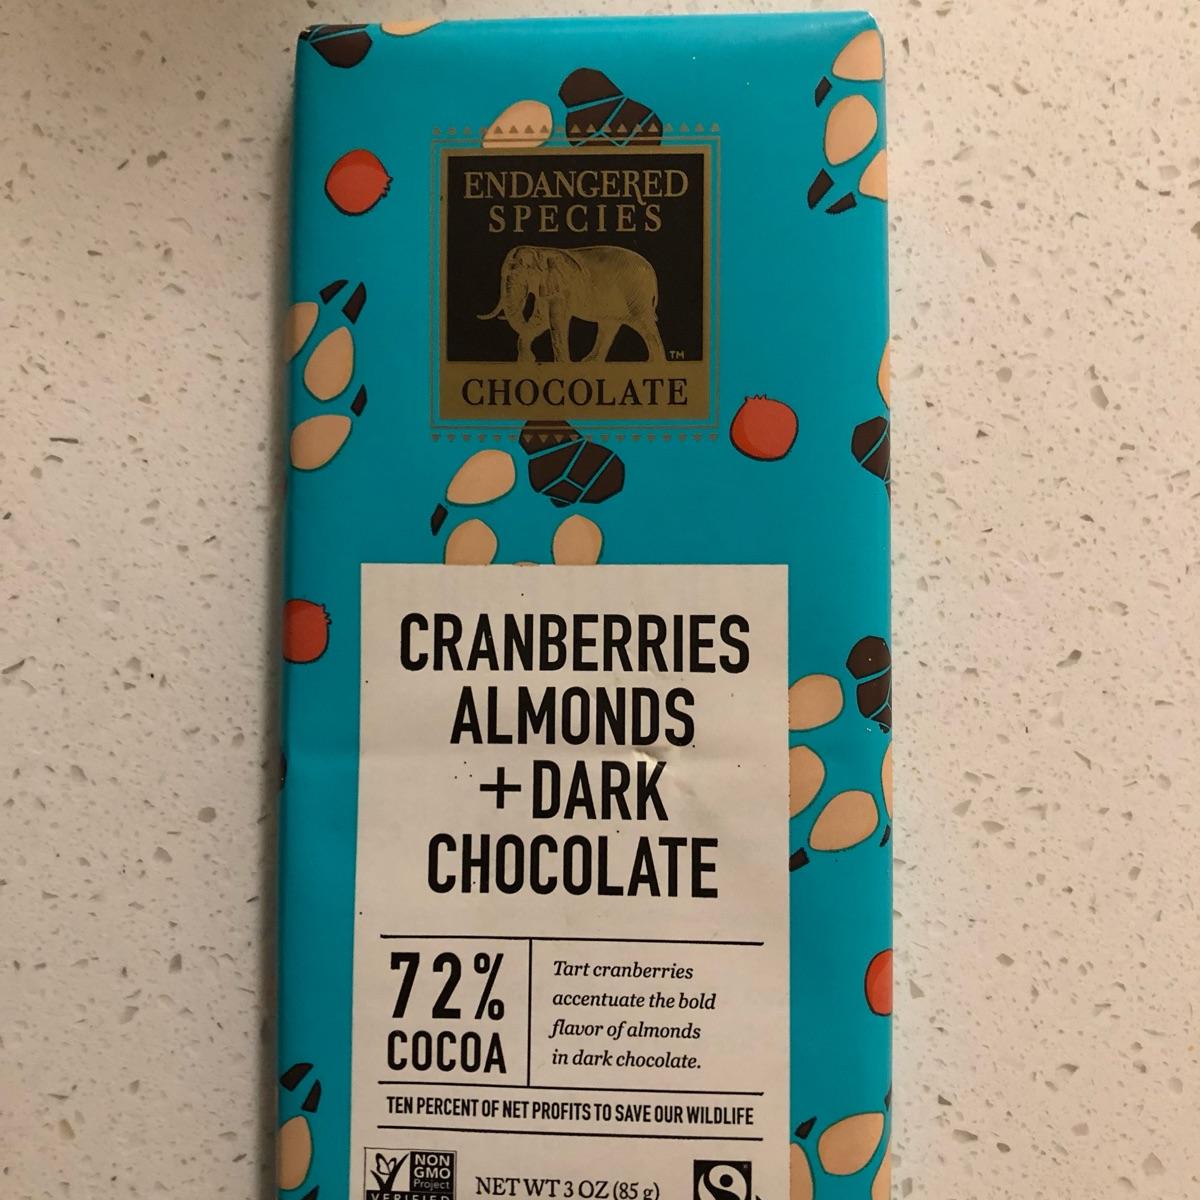 ENDANGERED
SPECIES
TM
CHOCOLATE
CRANBERRIES
ALMONDS
+DARK
CHOCOLATE
72%
COCOA
Tart cranberries
accentuate the bold
flavor of almonds
in dark chocolate.
TEN PERCENT OF NET PROFITS TO SAVE OUR WILDLIFE
NON
GMO
Project
VERIFIED
NET WT 3 OZ (85 g)